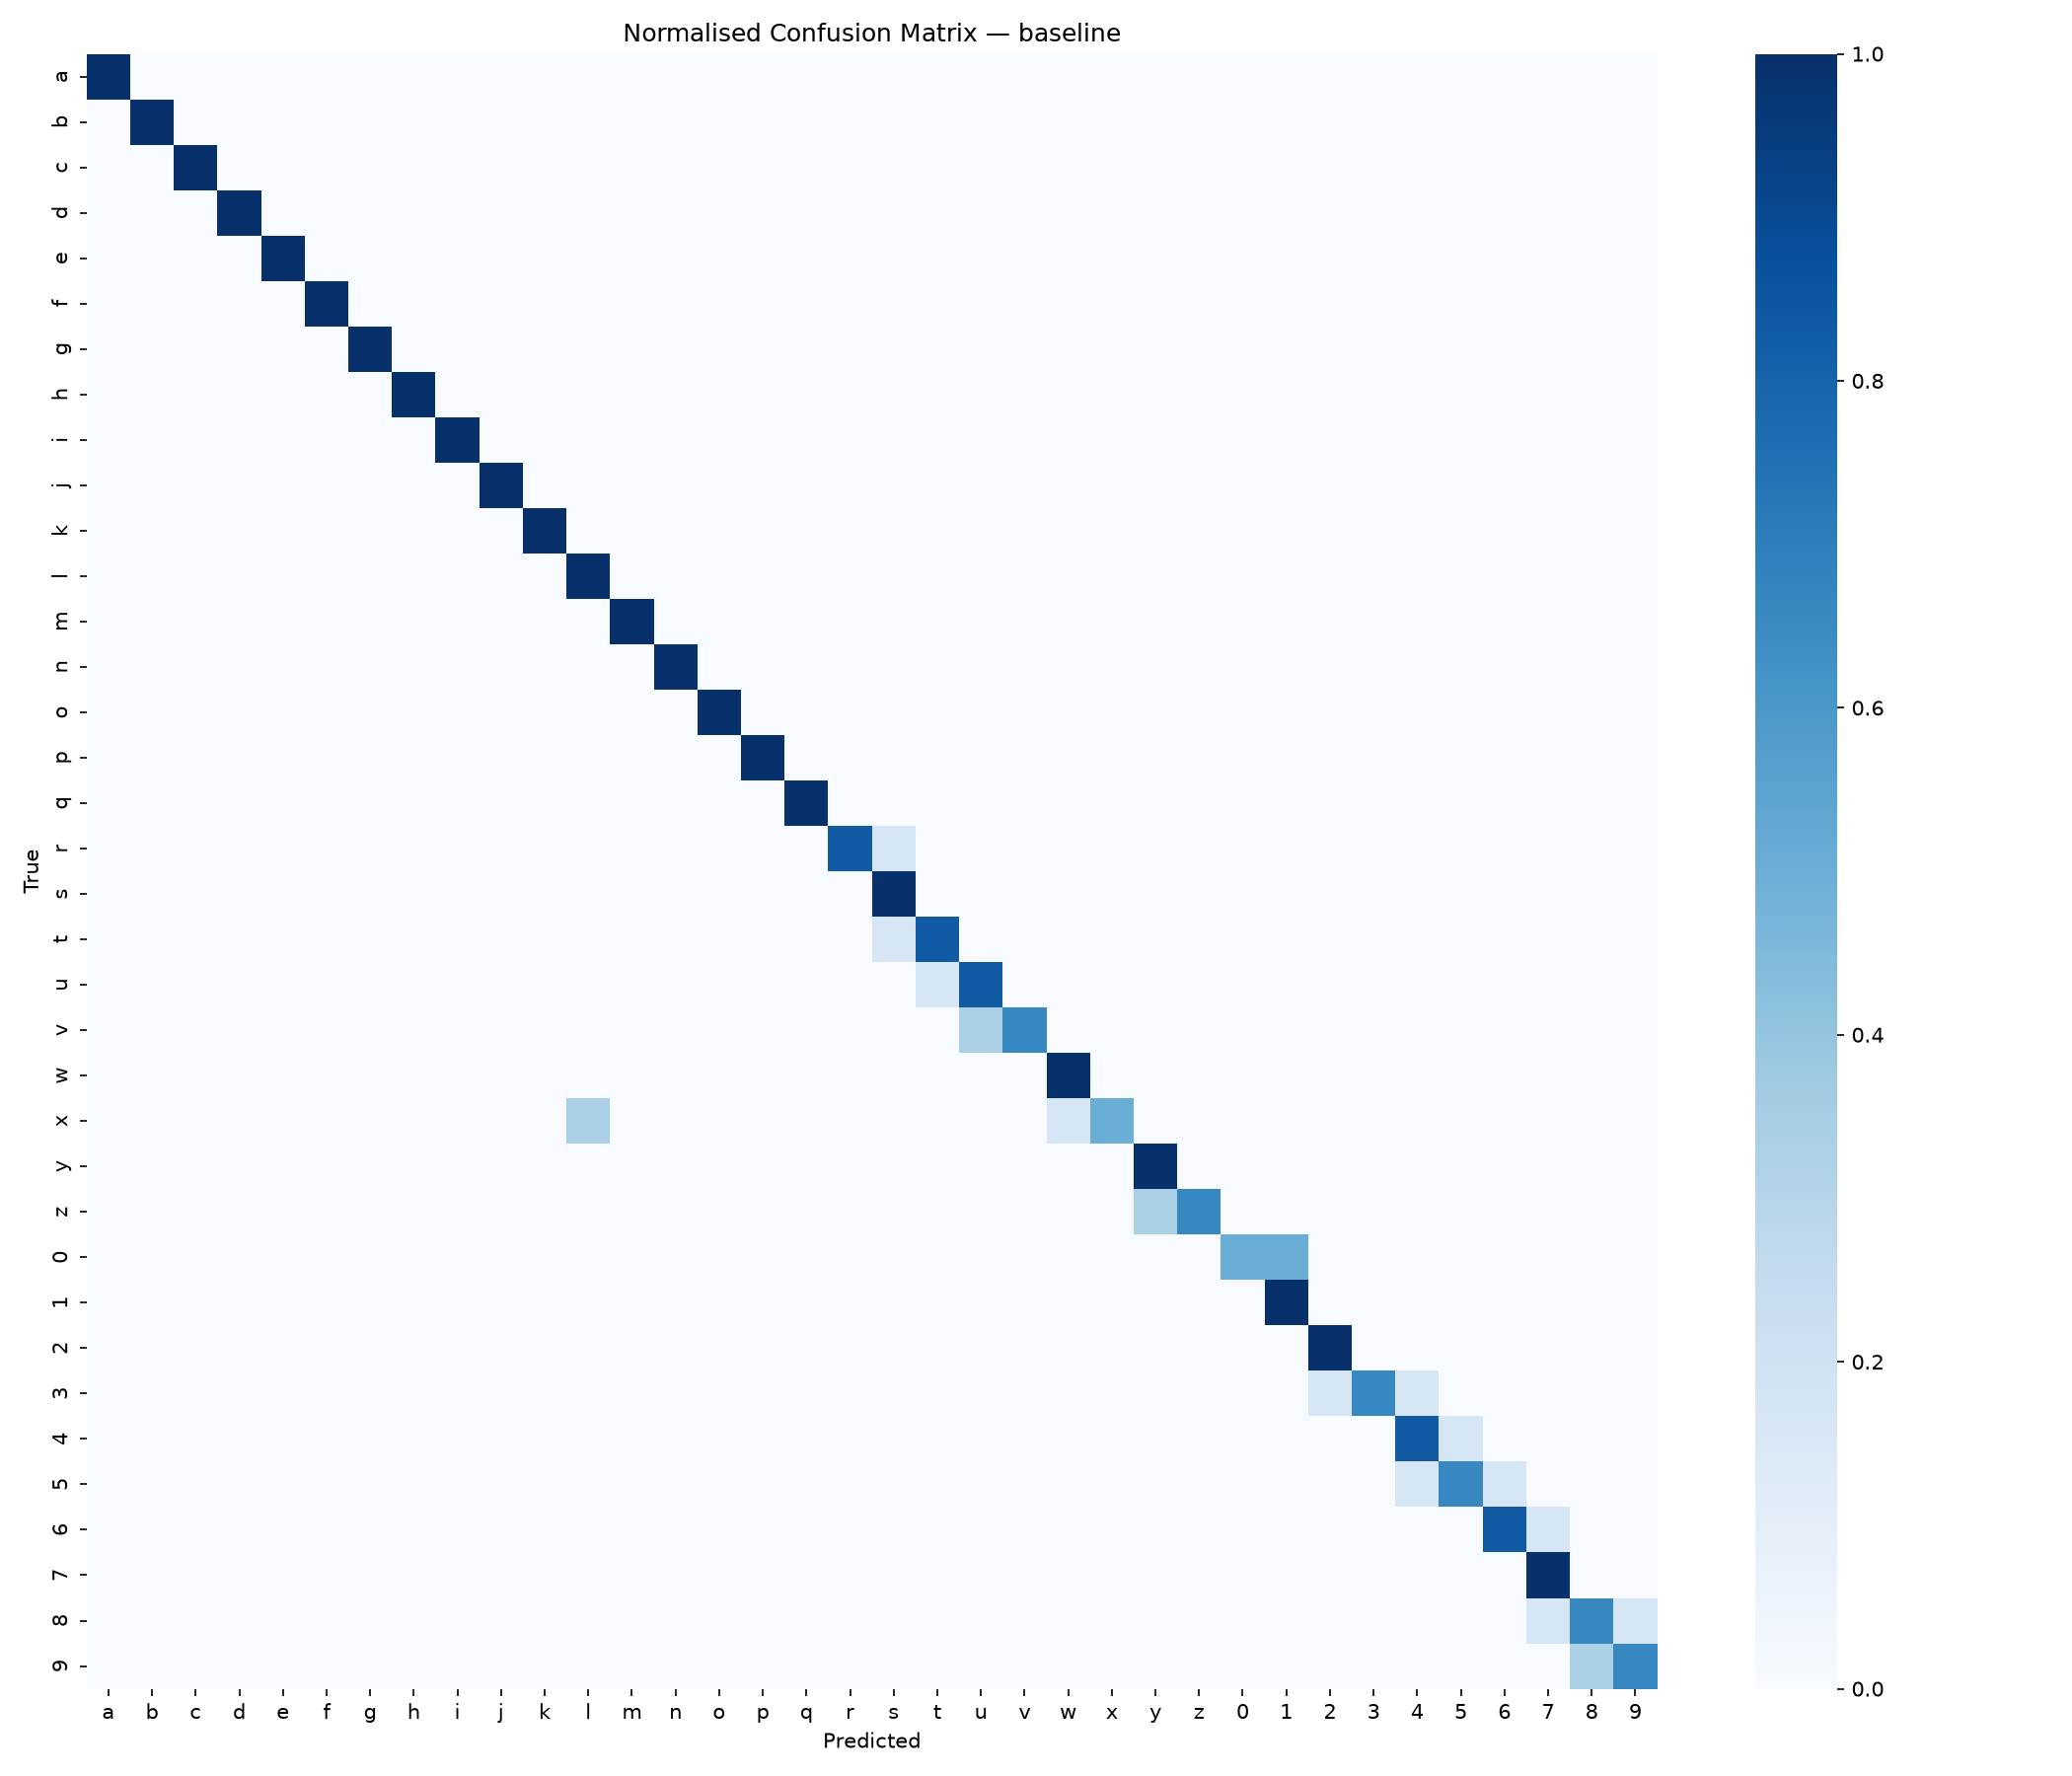 Normalised Confusion Matrix — baseline
True
a
b
c
d
e
f
g
h
i
j
k
l
m
n
o
p
q
r
s
t
u
v
w
x
y
z
0
1
2
3
4
5
6
7
8
9
a b c d e f g h i j k l m n o p q r s t u v w x y z 0 1 2 3 4 5 6 7 8 9
Predicted
1.0
0.8
0.6
0.4
0.2
0.0